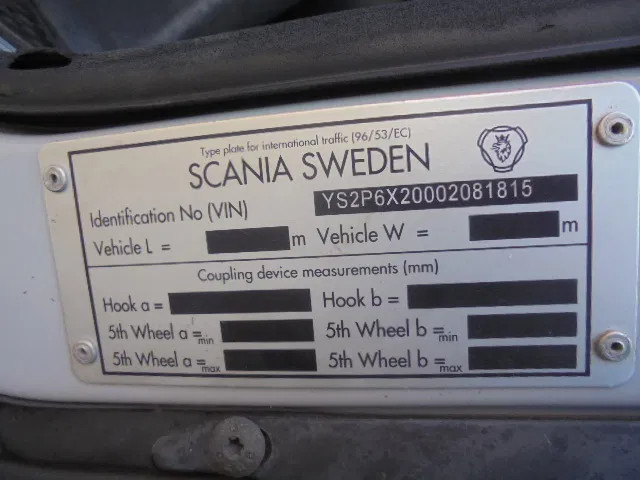 Type plate for international traffic (96/53/EC)
SCANIA SWEDEN
Identification No (VIN) YS2P6X20002081815
Vehicle L = m Vehicle W = m
Coupling device measurements (mm)
Hook a = Hook b =
5th Wheel a =min 5th Wheel b =min
5th Wheel a =max 5th Wheel b =max